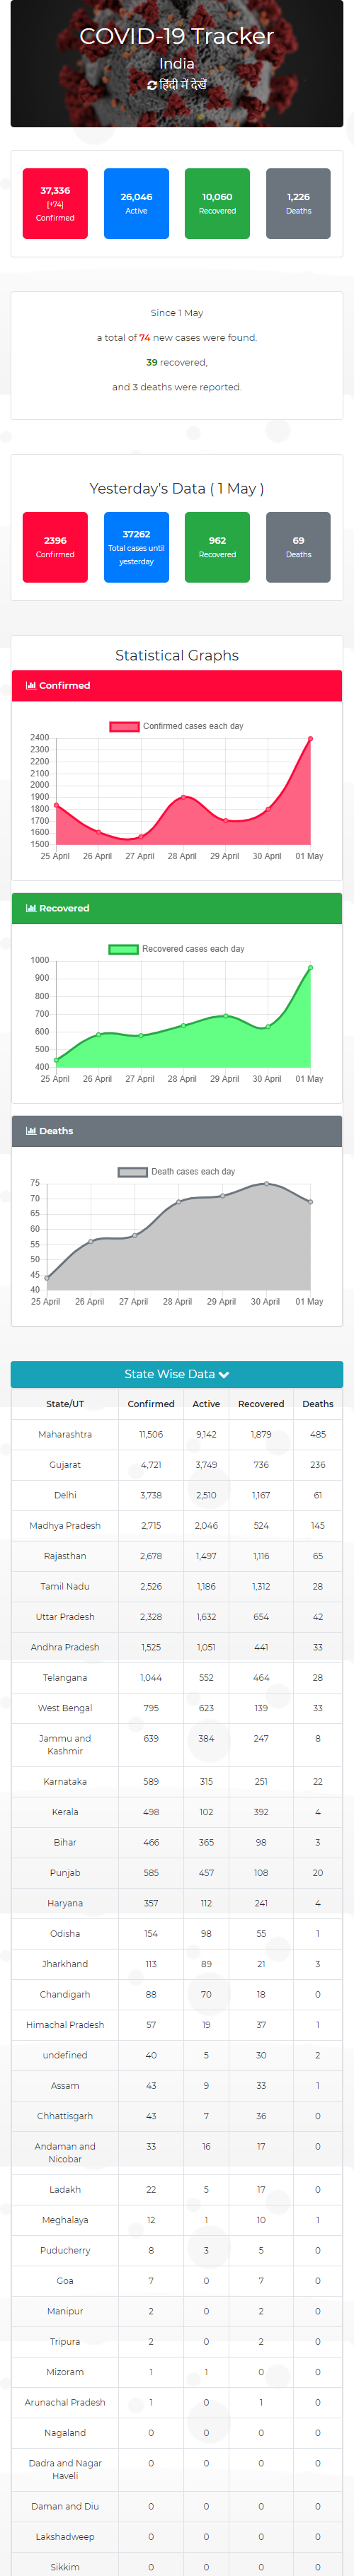 COVID-19 Tracker
India
हिंदी में देखें
37,336
[+74]
Confirmed
26,046
Active
10,060
Recovered
1,226
Deaths
Since 1 May
a total of 74 new cases were found.
39 recovered,
and 3 deaths were reported.
Yesterday's Data ( 1 May )
2396
Confirmed
37262
Total cases until
yesterday
962
Recovered
69
Deaths
Statistical Graphs
Confirmed
Confirmed cases each day
2400
2300
2200
2100
2000
1900
1800
1700
1600
1500
25 April 26 April 27 April 28 April 29 April 30 April 01 May
Recovered
Recovered cases each day
1000
900
800
700
600
500
400
25 April 26 April 27 April 28 April 29 April 30 April 01 May
Deaths
Death cases each day
75
70
65
60
55
50
45
40
25 April 26 April 27 April 28 April 29 April 30 April 01 May
State Wise Data
State/UT Confirmed Active Recovered Deaths
Maharashtra 11,506 9,142 1,879 485
Gujarat 4,721 3,749 736 236
Delhi 3,738 2,510 1,167 61
Madhya Pradesh 2,715 2,046 524 145
Rajasthan 2,678 1,497 1,116 65
Tamil Nadu 2,526 1,186 1,312 28
Uttar Pradesh 2,328 1,632 654 42
Andhra Pradesh 1,525 1,051 441 33
Telangana 1,044 552 464 28
West Bengal 795 623 139 33
Jammu and 639 384 247 8
Kashmir
Karnataka 589 315 251 22
Kerala 498 102 392 4
Bihar 466 365 98 3
Punjab 585 457 108 20
Haryana 357 112 241 4
Odisha 154 98 55 1
Jharkhand 113 89 21 3
Chandigarh 88 70 18 0
Himachal Pradesh 57 19 37 1
undefined 40 5 30 2
Assam 43 9 33 1
Chhattisgarh 43 7 36 0
Andaman and 33 16 17 0
Nicobar
Ladakh 22 5 17 0
Meghalaya 12 1 10 1
Puducherry 8 3 5 0
Goa 7 0 7 0
Manipur 2 0 2 0
Tripura 2 0 2 0
Mizoram 1 1 0 0
Arunachal Pradesh 1 0 1 0
Nagaland 0 0 0 0
Dadra and Nagar 0 0 0 0
Haveli
Daman and Diu 0 0 0 0
Lakshadweep 0 0 0 0
Sikkim 0 0 0 0